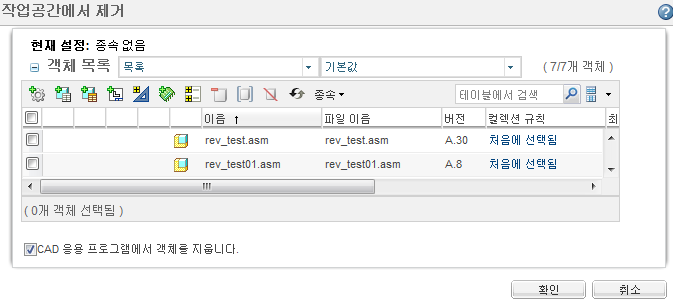 작업공간에서 제거
현재 설정: 종속 없음
객체 목록 목록 기본값 ( 7/7개 객체 )
종속 테이블에서 검색
이름 ↑ 파일 이름 버전 컬렉션 규칙 최
rev_test.asm rev_test.asm A.30 처음에 선택됨
rev_test01.asm rev_test01.asm A.8 처음에 선택됨
( 0개 객체 선택됨 )
CAD 응용 프로그램에서 객체를 지웁니다.
확인 취소